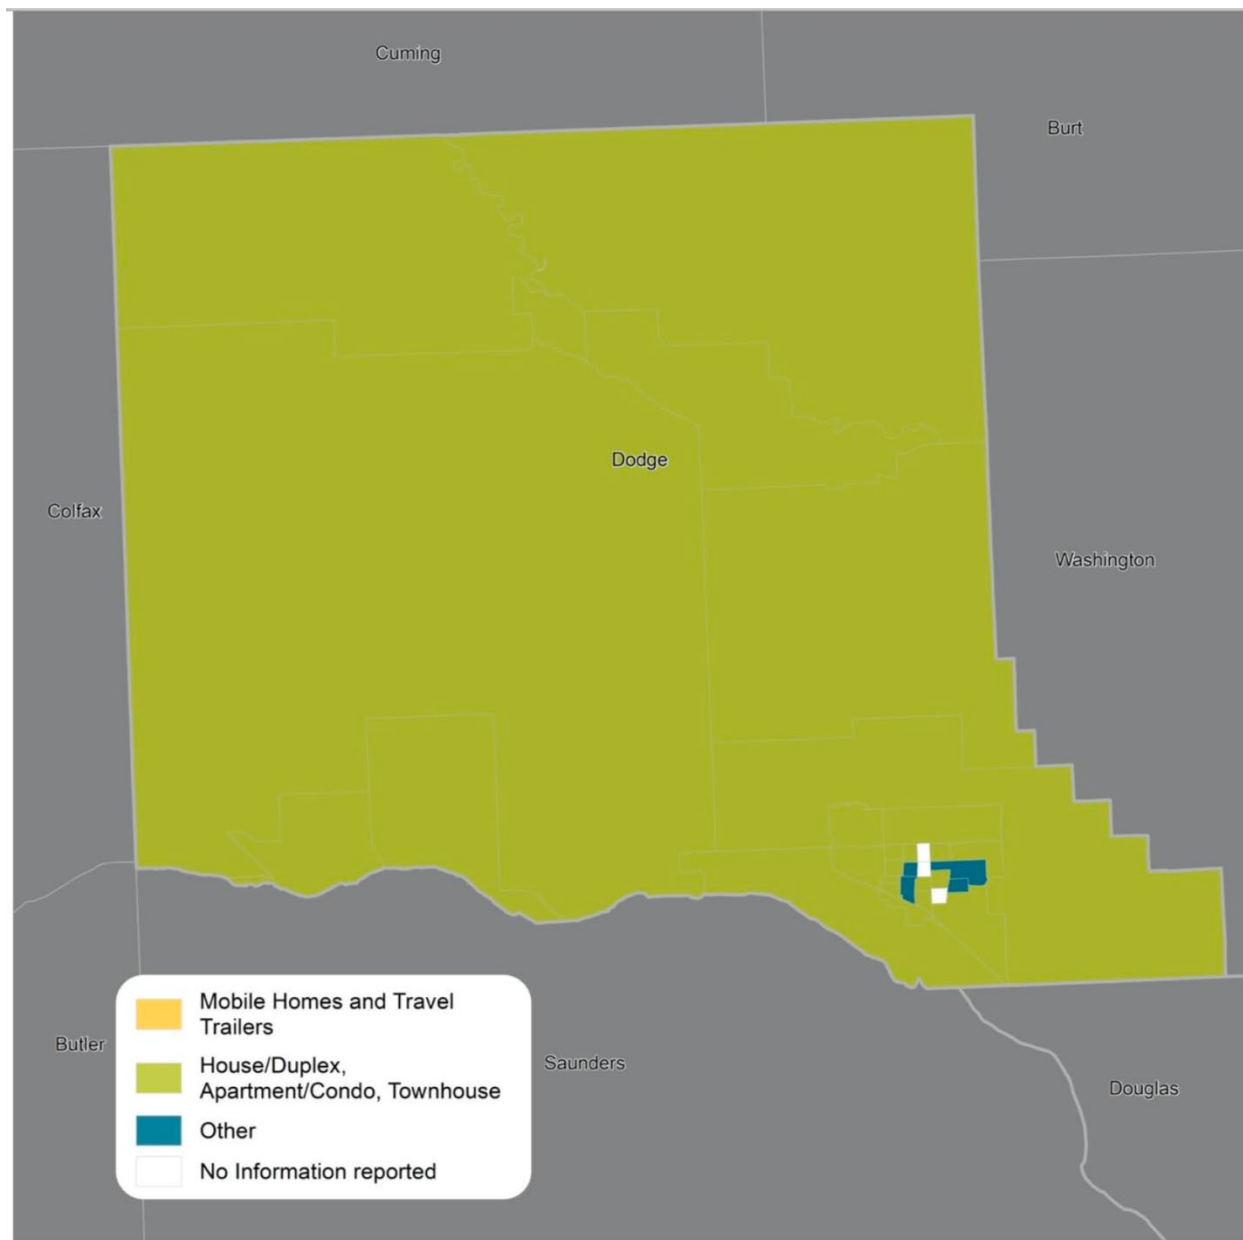 Cuming
Burt
Dodge
Colfax
Washington
Mobile Homes and Travel
Trailers
House/Duplex,
Apartment/Condo, Townhouse
Other
No Information reported
Butler
Saunders
Douglas